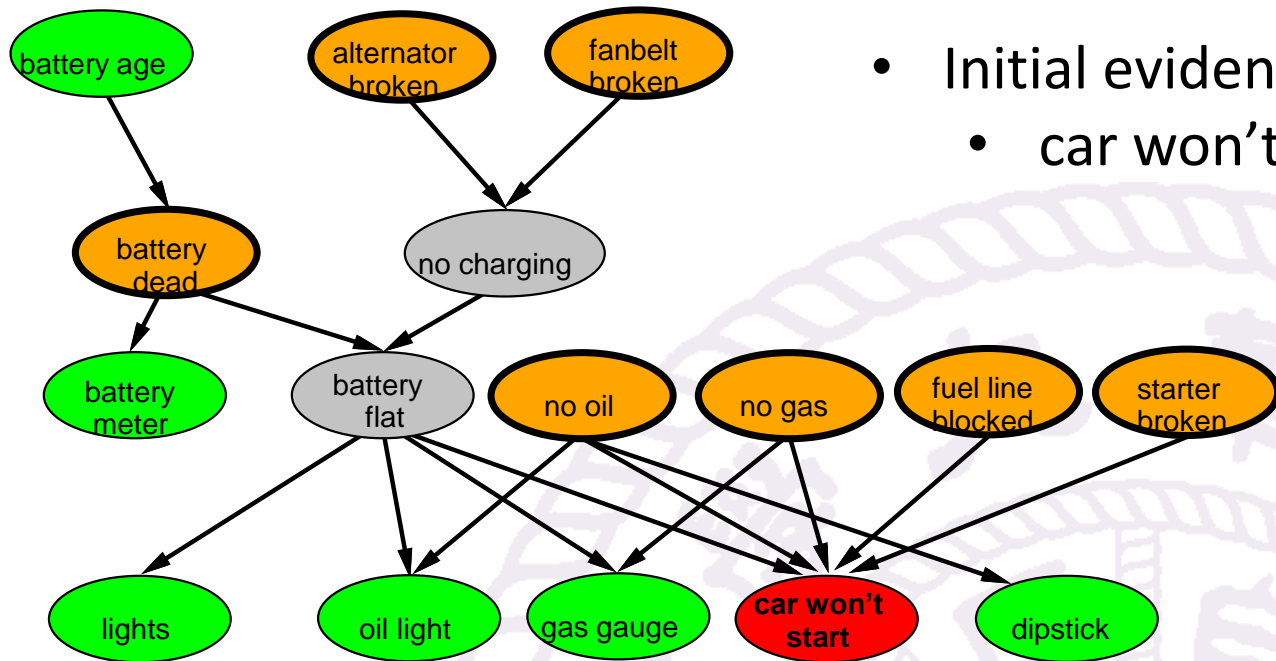 battery age
alternator
broken
fanbelt
broken
• Initial eviden
• car won’t
battery
dead
no charging
battery
meter
battery
flat
no oil
no gas
fuel line
blocked
starter
broken
lights
oil light
gas gauge
car won’t
start
dipstick